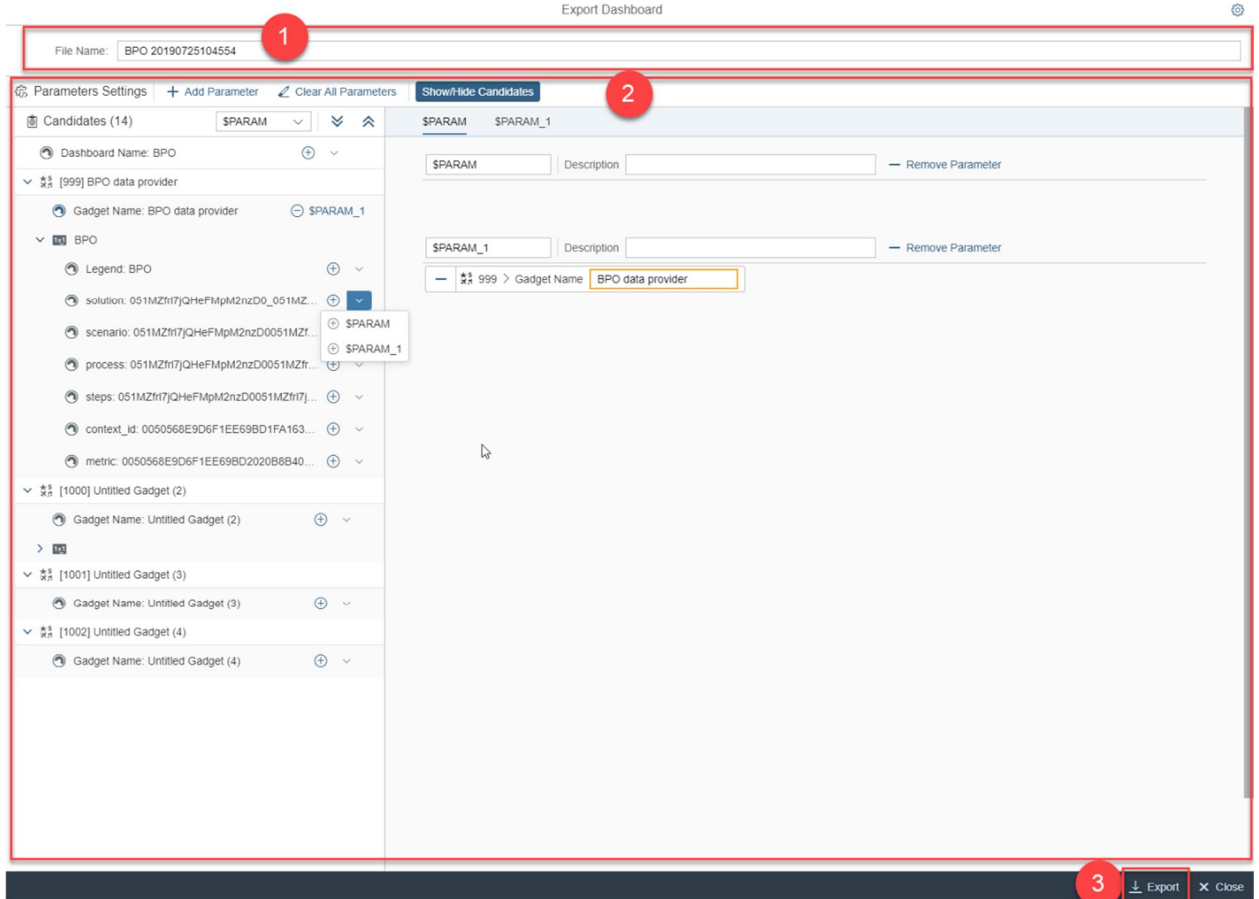 Export Dashboard
1
File Name: BPO 20190725104554
Parameters Settings + Add Parameter Clear All Parameters Show/Hide Candidates
2
Candidates (14) $PARAM
$PARAM $PARAM_1
Dashboard Name: BPO
$PARAM Description — Remove Parameter
[999] BPO data provider
Gadget Name: BPO data provider $PARAM_1
BPO
$PARAM_1 Description — Remove Parameter
Legend: BPO
— 999 > Gadget Name BPO data provider
solution: 051MZfrI7jQHeFMpM2nzD0_051MZ...
$PARAM
scenario: 051MZfrI7jQHeFMpM2nzD0051MZf...
$PARAM_1
process: 051MZfrI7jQHeFMpM2nzD0051MZfr...
steps: 051MZfrI7jQHeFMpM2nzD0051MZfrI7j...
context_id: 0050568E9D6F1EE69BD1FA163...
metric: 0050568E9D6F1EE69BD2020B8B40...
[1000] Untitled Gadget (2)
Gadget Name: Untitled Gadget (2)
[1001] Untitled Gadget (3)
Gadget Name: Untitled Gadget (3)
[1002] Untitled Gadget (4)
Gadget Name: Untitled Gadget (4)
3 Export X Close